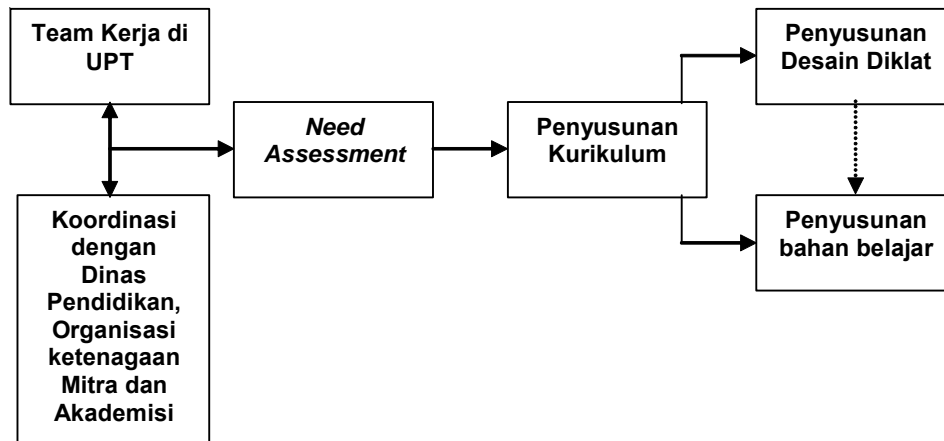 Team Kerja di
UPT
Need
Assessment
Penyusunan
Kurikulum
Penyusunan
Desain Diklat
Koordinasi
dengan
Dinas
Pendidikan,
Organisasi
ketenagaan
Mitra dan
Akademisi
Penyusunan
bahan belajar